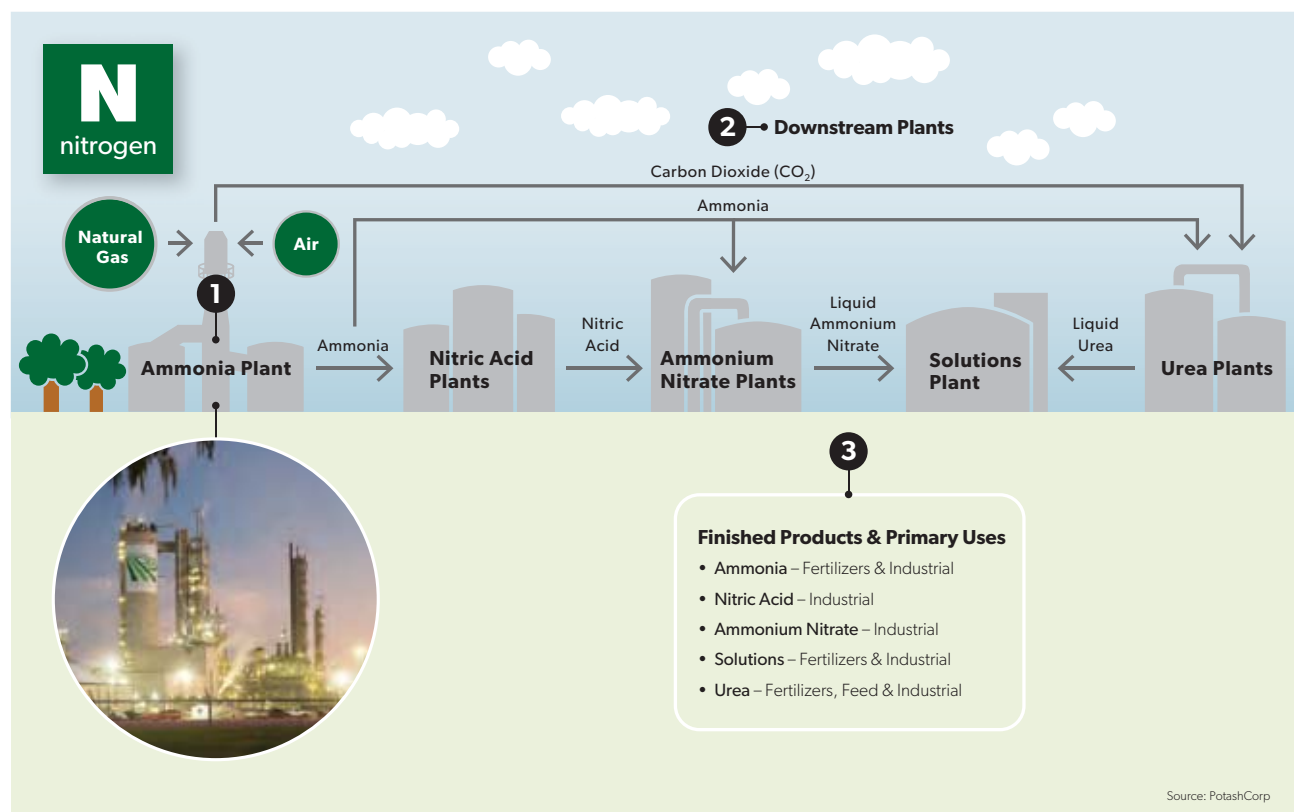 N
nitrogen
2
Downstream Plants
Carbon Dioxide (CO₂)
Ammonia
Natural
Gas
Air
1
Ammonia Plant
Ammonia
Nitric Acid
Plants
Nitric
Acid
Ammonium
Nitrate Plants
Liquid
Ammonium
Nitrate
Solutions
Plant
Liquid
Urea
Urea Plants
3
Finished Products & Primary Uses
• Ammonia – Fertilizers & Industrial
• Nitric Acid – Industrial
• Ammonium Nitrate – Industrial
• Solutions – Fertilizers & Industrial
• Urea – Fertilizers, Feed & Industrial
Source: PotashCorp